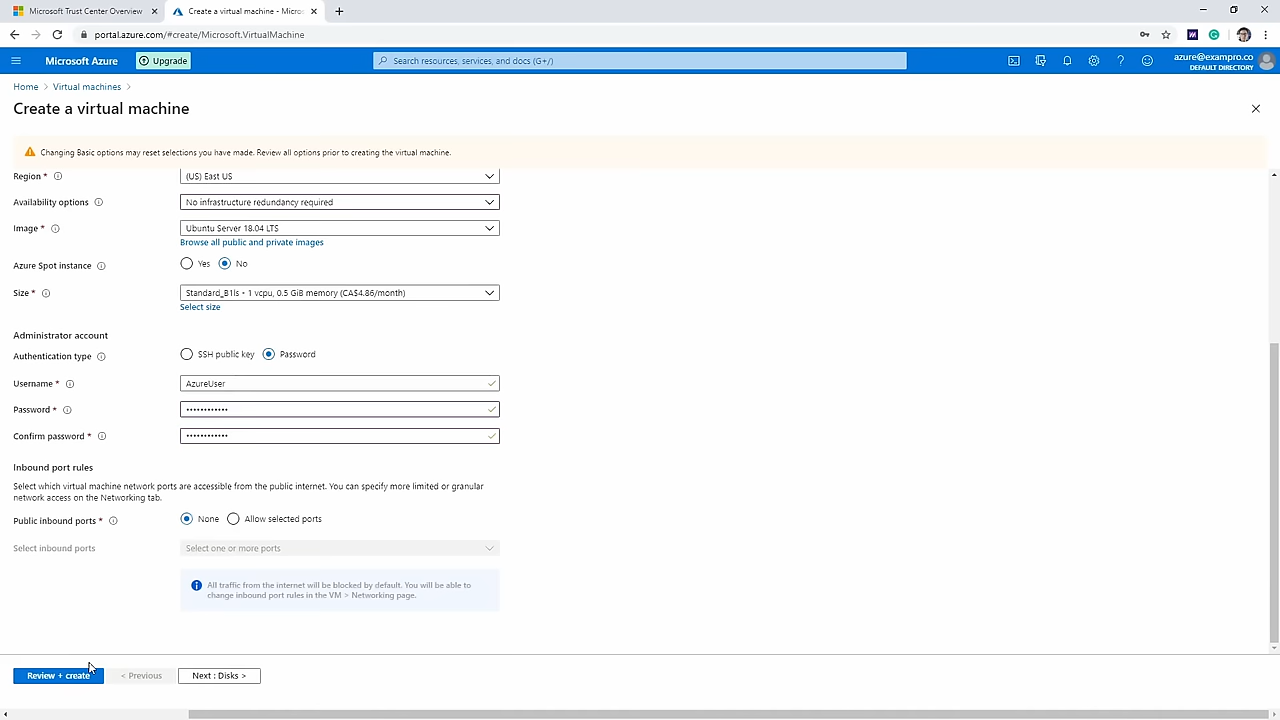 Microsoft Trust Center Overview
Create a virtual machine - Micros
portal.azure.com/#create/Microsoft.VirtualMachine
Microsoft Azure
Upgrade
Search resources, services, and docs (G+/)
azure@exampro.co
DEFAULT DIRECTORY
Home > Virtual machines >
Create a virtual machine
Changing Basic options may reset selections you have made. Review all options prior to creating the virtual machine.
Region *
(US) East US
Availability options
No infrastructure redundancy required
Image *
Ubuntu Server 18.04 LTS
Browse all public and private images
Azure Spot instance
Yes
No
Size *
Standard_B1ls • 1 vcpu, 0.5 GiB memory (CA$4.86/month)
Select size
Administrator account
Authentication type
SSH public key
Password
Username *
AzureUser
Password *
••••••••••••
Confirm password *
••••••••••••
Inbound port rules
Select which virtual machine network ports are accessible from the public internet. You can specify more limited or granular
network access on the Networking tab.
Public inbound ports *
None
Allow selected ports
Select inbound ports
Select one or more ports
All traffic from the internet will be blocked by default. You will be able to
change inbound port rules in the VM > Networking page.
Review + create
< Previous
Next : Disks >